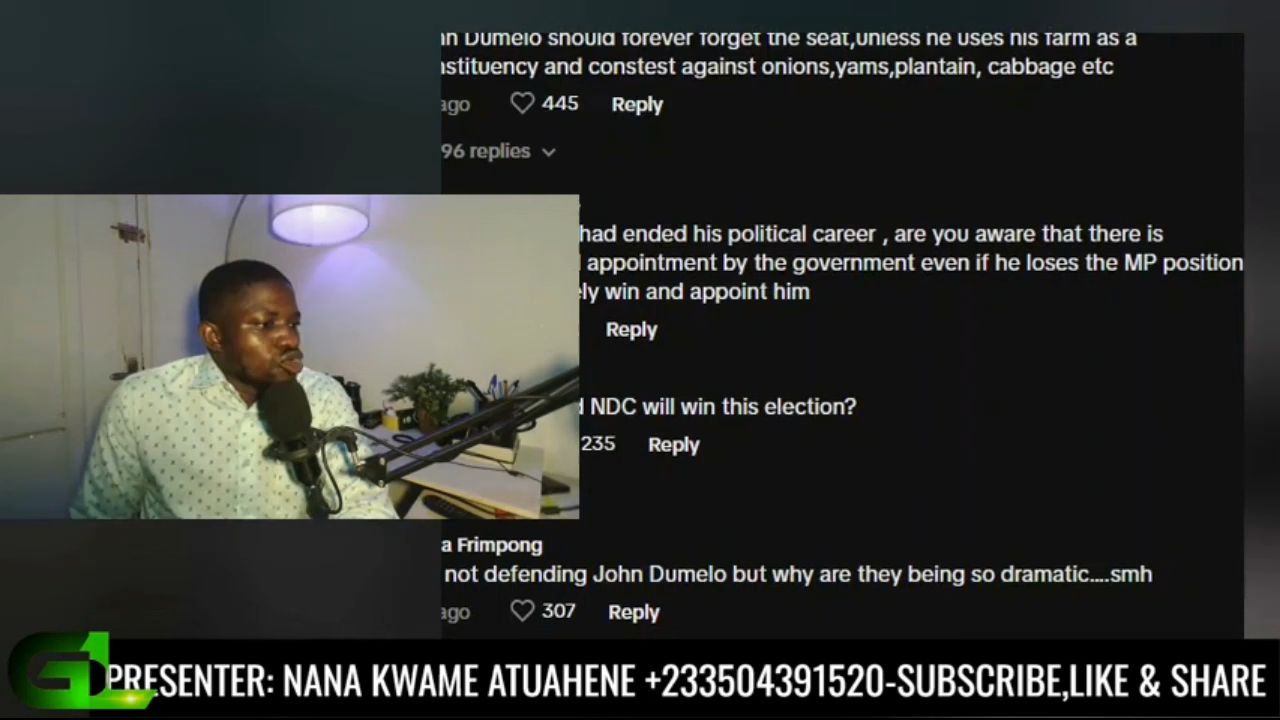 Dumelo should forever forget the seat,unless he uses his farm as a
and constest against onions,yams,plantain, cabbage etc
ago 445 Reply
96 replies
had ended his political career , are you aware that there is
appointment by the government even if he loses the MP position
win and appoint him
Reply
NDC will win this election?
235 Reply
a Frimpong
not defending John Dumelo but why are they being so dramatic....smh
ago 307 Reply
PRESENTER: NANA KWAME ATUAHENE +233504391520-SUBSCRIBE,LIKE & SHARE